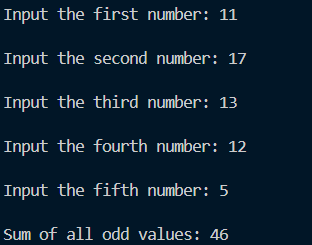 Input the first number: 11
Input the second number: 17
Input the third number: 13
Input the fourth number: 12
Input the fifth number: 5
Sum of all odd values: 46